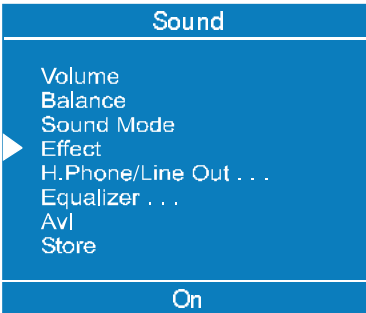 Sound
Volume
Balance
Sound Mode
Effect
H.Phone/Line Out . . .
Equalizer . . .
Avl
Store
On